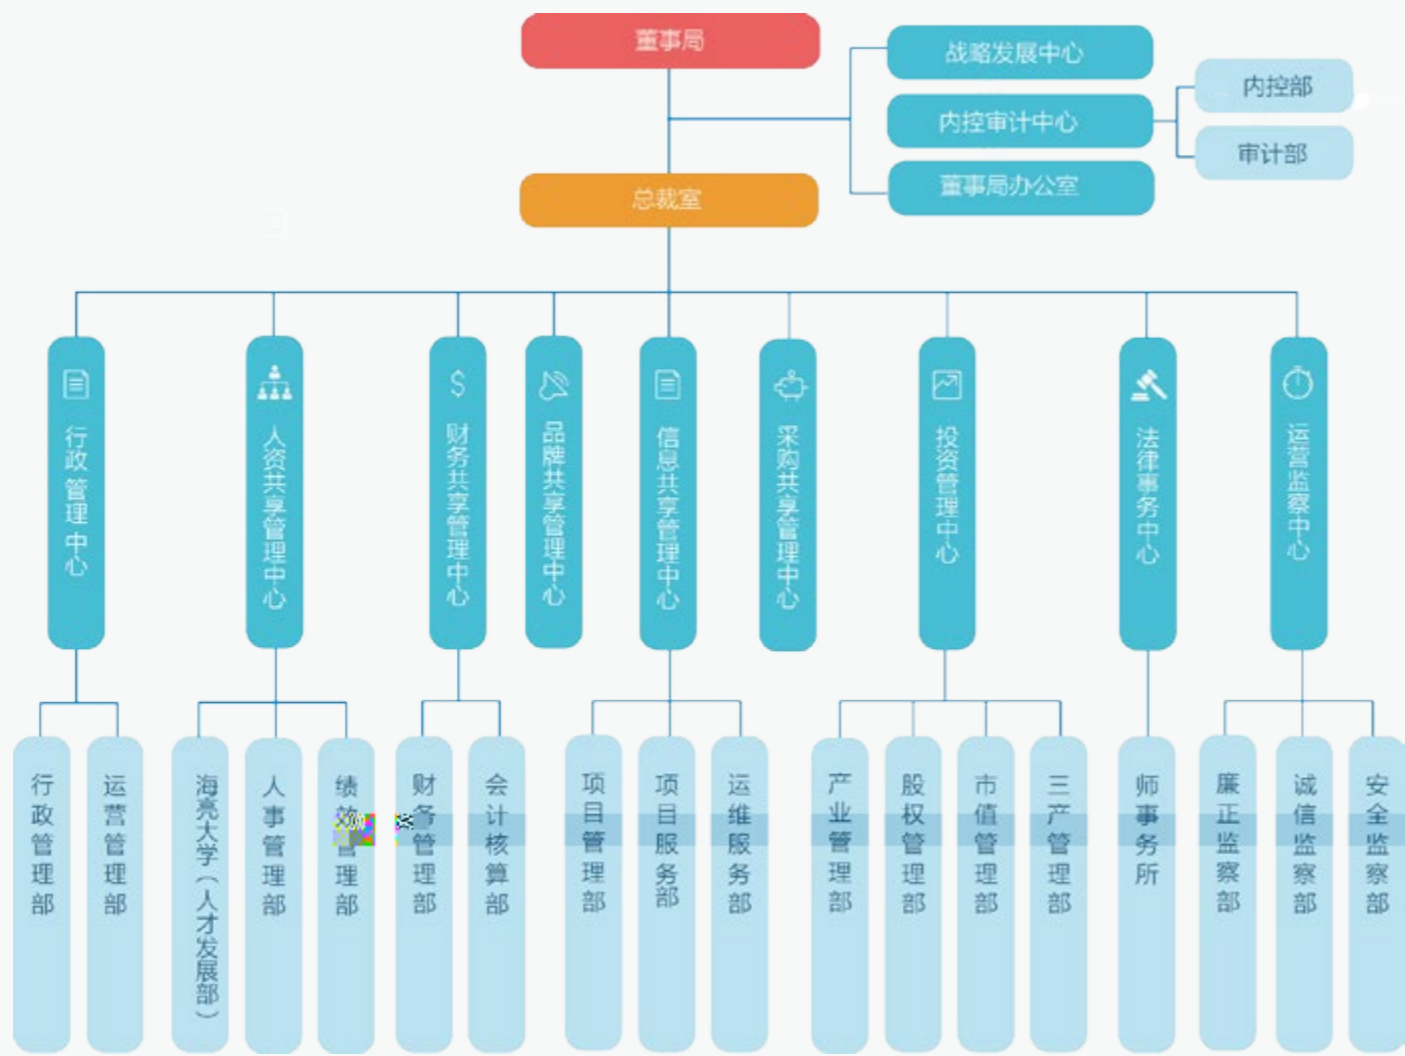 董事局
战略发展中心
内控部
内控审计中心
审计部
董事局办公室
总裁室
行政管理中心
人资共享管理中心
财务共享管理中心
品牌共享管理中心
信息共享管理中心
采购共享管理中心
投资管理中心
法律事务中心
运营监察中心
行政管理部
运营管理部
海亮大学（人才发展部）
人事管理部
绩效管理部
财务管理部
会计核算部
项目管理部
项目服务部
运维服务部
产业管理部
股权管理部
市值管理部
三产管理部
师事务所
廉正监察部
诚信监察部
安全监察部